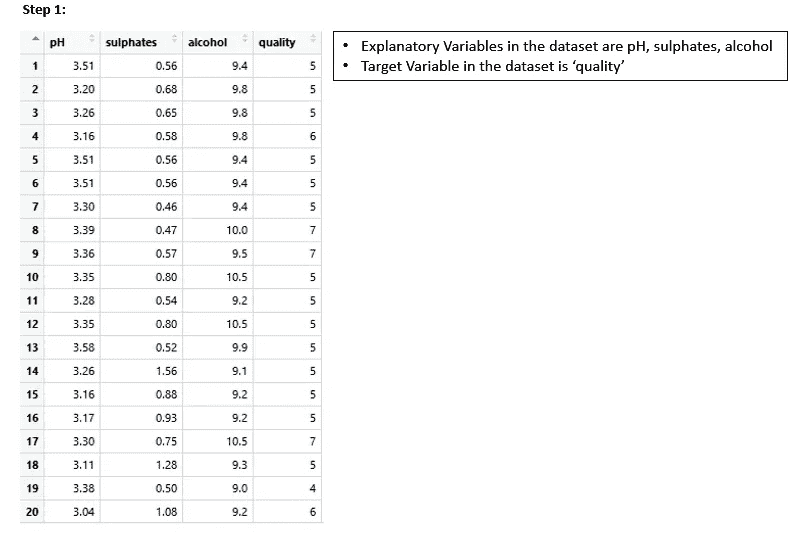 Step 1:
pH sulphates alcohol quality
• Explanatory Variables in the dataset are pH, sulphates, alcohol
• Target Variable in the dataset is ‘quality’
1 3.51 0.56 9.4 5
2 3.20 0.68 9.8 5
3 3.26 0.65 9.8 5
4 3.16 0.58 9.8 6
5 3.51 0.56 9.4 5
6 3.51 0.56 9.4 5
7 3.30 0.46 9.4 5
8 3.39 0.47 10.0 7
9 3.36 0.57 9.5 7
10 3.35 0.80 10.5 5
11 3.28 0.54 9.2 5
12 3.35 0.80 10.5 5
13 3.58 0.52 9.9 5
14 3.26 1.56 9.1 5
15 3.16 0.88 9.2 5
16 3.17 0.93 9.2 5
17 3.30 0.75 10.5 7
18 3.11 1.28 9.3 5
19 3.38 0.50 9.0 4
20 3.04 1.08 9.2 6